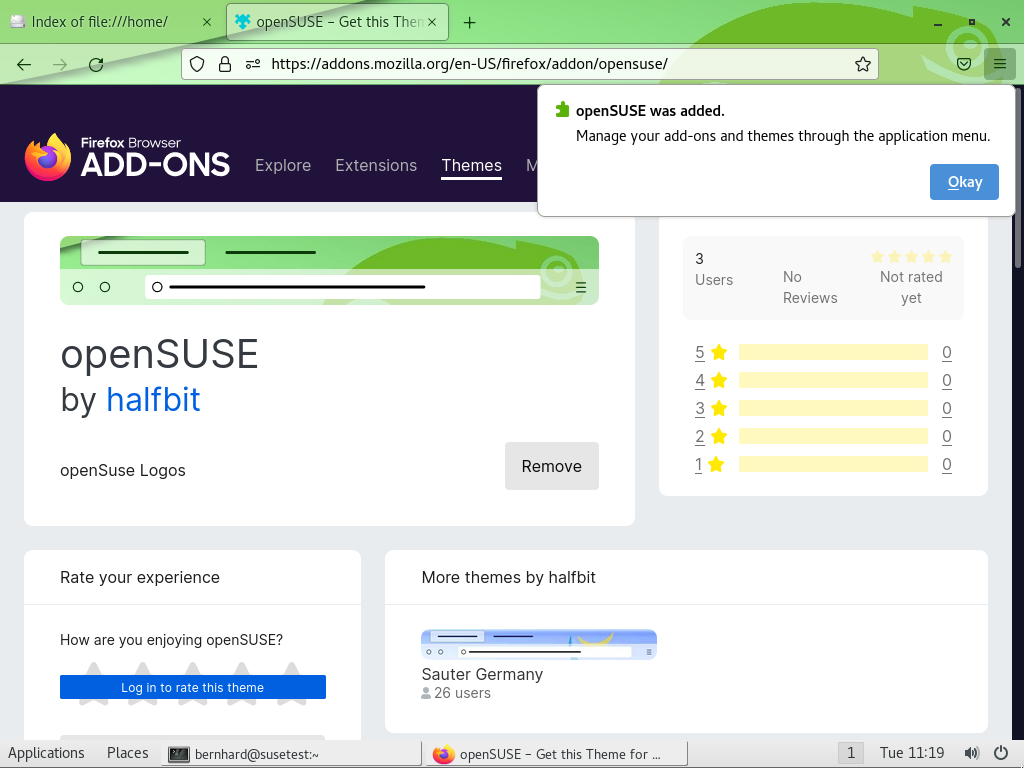 Index of file:///home/
openSUSE – Get this Them
https://addons.mozilla.org/en-US/firefox/addon/opensuse/
openSUSE was added.
Manage your add-ons and themes through the application menu.
Okay
Firefox Browser
ADD-ONS
Explore
Extensions
Themes
M
openSUSE
by halfbit
openSuse Logos
Remove
3
Users
No
Reviews
Not rated
yet
5 0
4 0
3 0
2 0
1 0
Rate your experience
How are you enjoying openSUSE?
Log in to rate this theme
More themes by halfbit
Sauter Germany
26 users
Applications
Places
bernhard@susetest:~
openSUSE – Get this Theme for ...
1
Tue 11:19